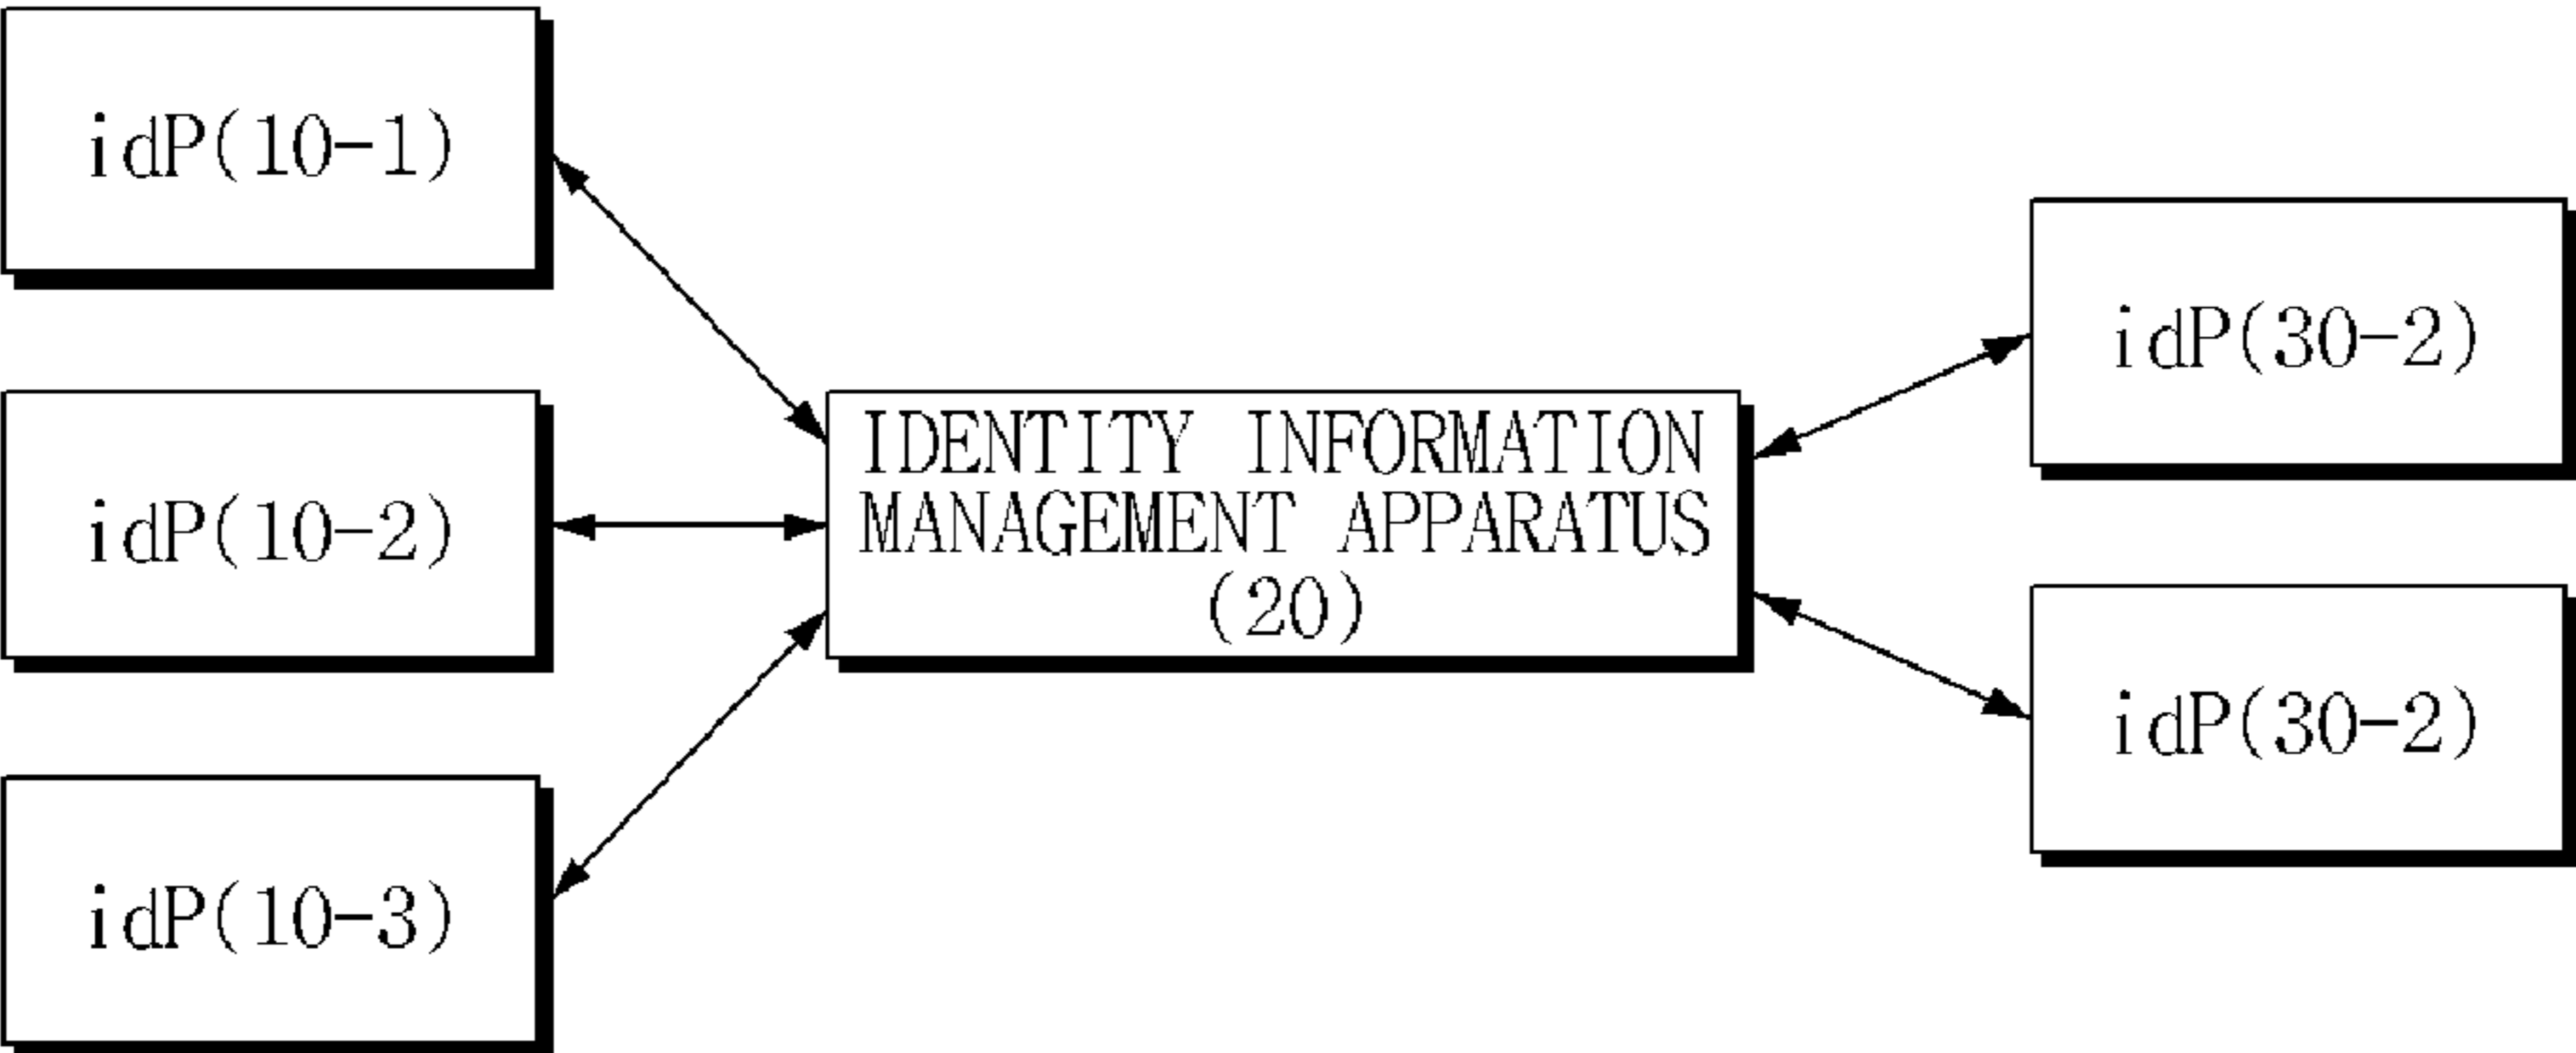 idP(10-1)
idP(10-2)
idP(10-3)
IDENTITY INFORMATION
MANAGEMENT APPARATUS
(20)
idP(30-2)
idP(30-2)